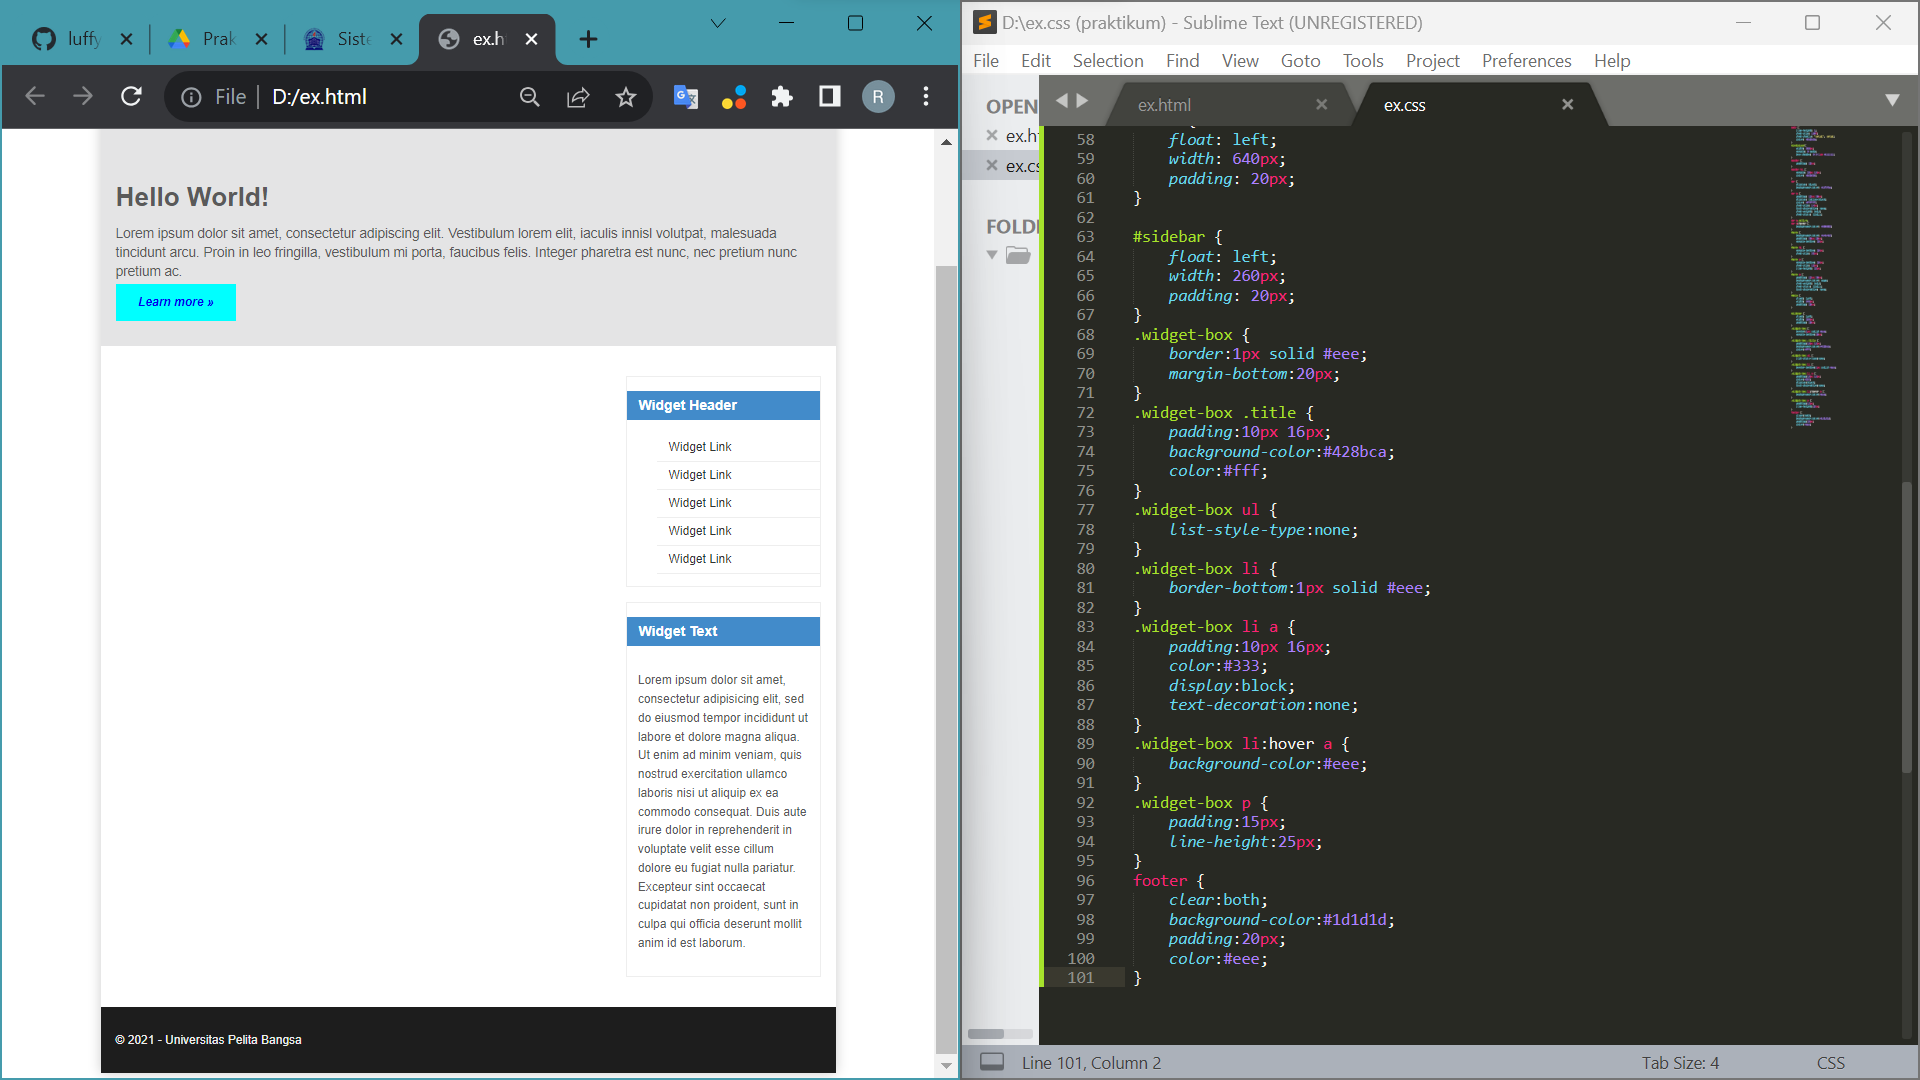 luffy
Prak
Siste
ex.h
File
D:/ex.html
R
Hello World!
Lorem ipsum dolor sit amet, consectetur adipiscing elit. Vestibulum lorem elit, iaculis innisl volutpat, malesuada
tincidunt arcu. Proin in leo fringilla, vestibulum mi porta, faucibus felis. Integer pharetra est nunc, nec pretium nunc
pretium ac.
Learn more »
Widget Header
Widget Link
Widget Link
Widget Link
Widget Link
Widget Link
Widget Text
Lorem ipsum dolor sit amet,
consectetur adipisicing elit, sed
do eiusmod tempor incididunt ut
labore et dolore magna aliqua.
Ut enim ad minim veniam, quis
nostrud exercitation ullamco
laboris nisi ut aliquip ex ea
commodo consequat. Duis aute
irure dolor in reprehenderit in
voluptate velit esse cillum
dolore eu fugiat nulla pariatur.
Excepteur sint occaecat
cupidatat non proident, sunt in
culpa qui officia deserunt mollit
anim id est laborum.
© 2021 - Universitas Pelita Bangsa
D:\ex.css (praktikum) - Sublime Text (UNREGISTERED)
File Edit Selection Find View Goto Tools Project Preferences Help
OPEN
ex.ht
ex.cs
FOLD
ex.html
ex.css
58 float: left;
59 width: 640px;
60 padding: 20px;
61 }
62
63 #sidebar {
64 float: left;
65 width: 260px;
66 padding: 20px;
67 }
68 .widget-box {
69 border:1px solid #eee;
70 margin-bottom:20px;
71 }
72 .widget-box .title {
73 padding:10px 16px;
74 background-color:#428bca;
75 color:#fff;
76 }
77 .widget-box ul {
78 list-style-type:none;
79 }
80 .widget-box li {
81 border-bottom:1px solid #eee;
82 }
83 .widget-box li a {
84 padding:10px 16px;
85 color:#333;
86 display:block;
87 text-decoration:none;
88 }
89 .widget-box li:hover a {
90 background-color:#eee;
91 }
92 .widget-box p {
93 padding:15px;
94 line-height:25px;
95 }
96 footer {
97 clear:both;
98 background-color:#1d1d1d;
99 padding:20px;
100 color:#eee;
101 }
Line 101, Column 2
Tab Size: 4
CSS